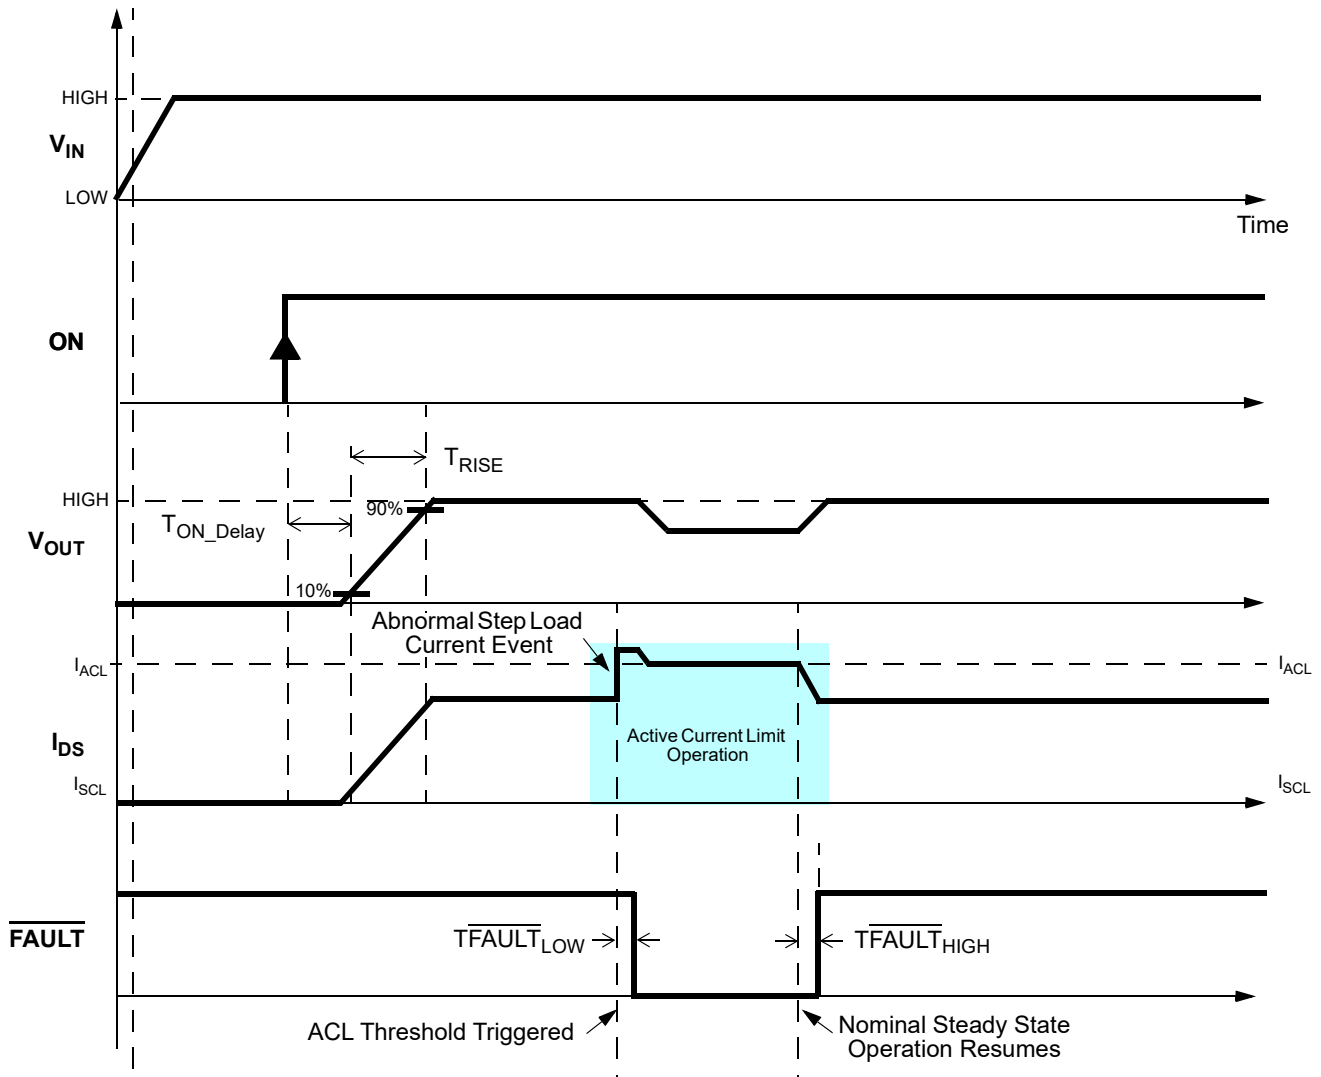 HIGH
VIN
LOW
Time
ON
TRISE
HIGH
90%
TON_Delay
VOUT
10%
Abnormal Step Load
Current Event
IACL
IACL
Active Current Limit
Operation
IDS
ISCL
ISCL
FAULT
TFAULTLOW
TFAULTHIGH
ACL Threshold Triggered
Nominal Steady State
Operation Resumes